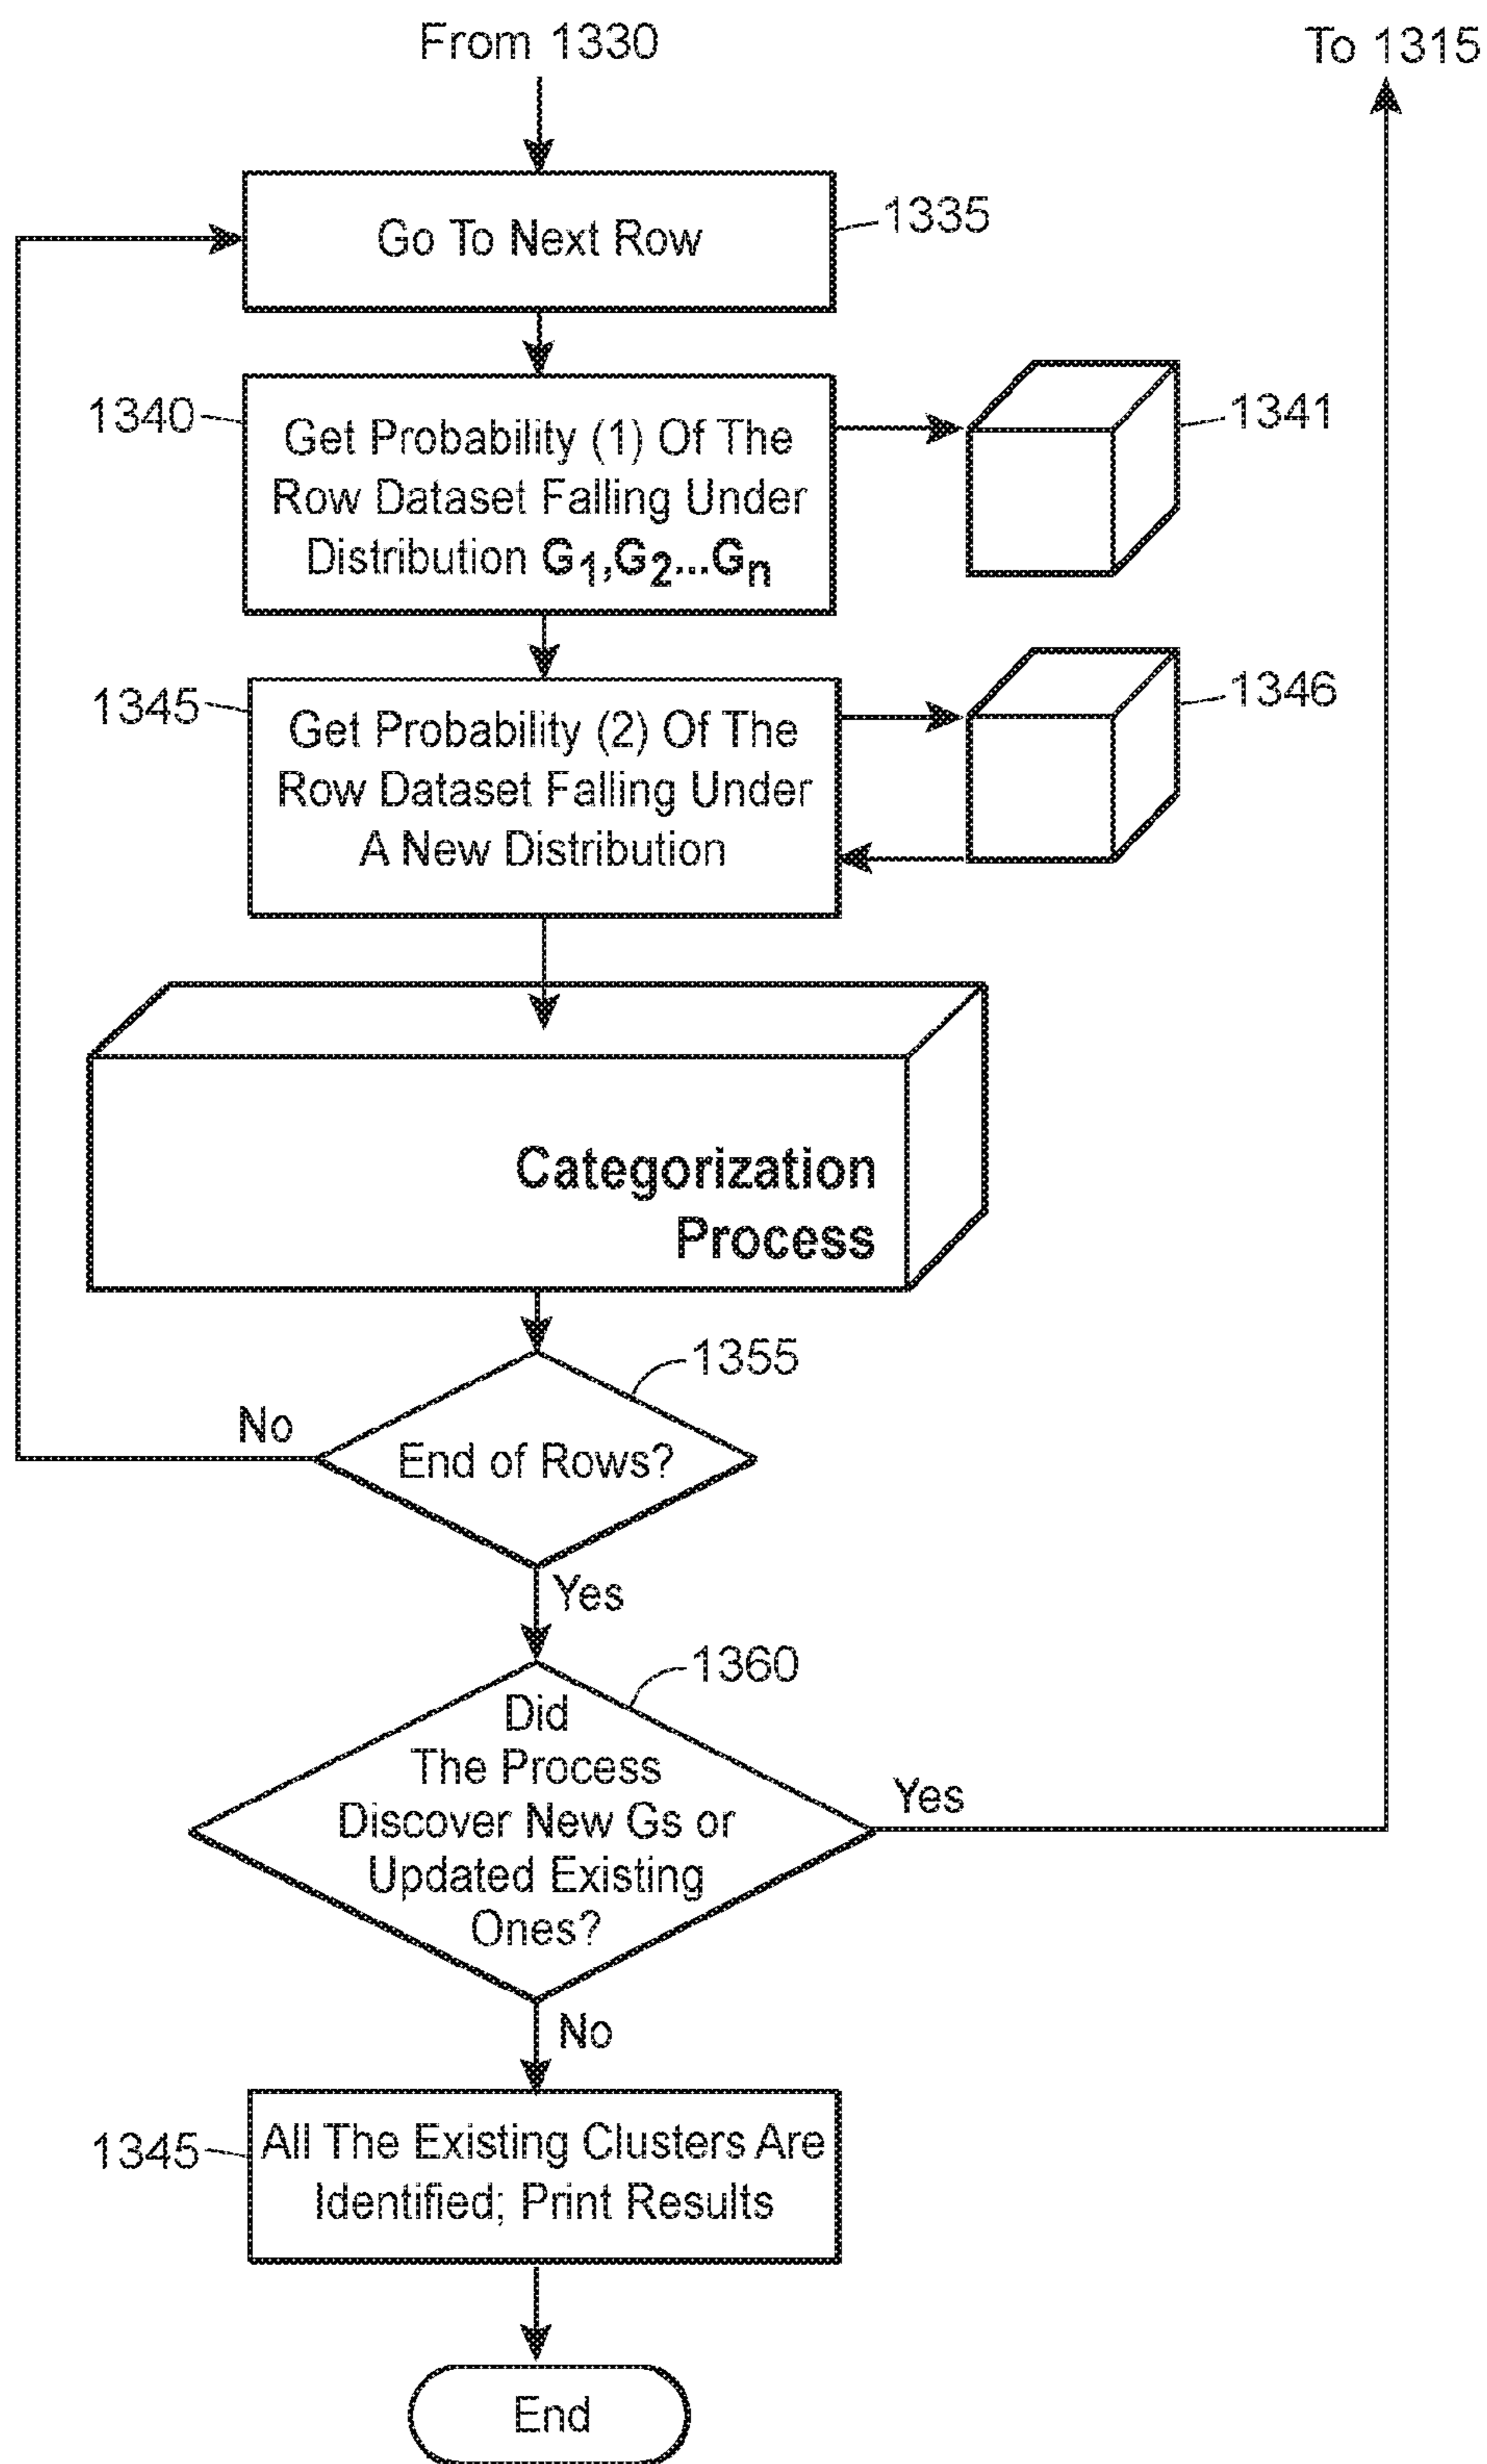 From 1330
To 1315
Go To Next Row
1335
1340
Get Probability (1) Of The
Row Dataset Falling Under
Distribution G1,G2...Gn
1341
1345
Get Probability (2) Of The
Row Dataset Falling Under
A New Distribution
1346
Categorization
Process
1355
No
End of Rows?
Yes
1360
Did
The Process
Discover New Gs or
Updated Existing
Ones?
Yes
No
1345
All The Existing Clusters Are
Identified; Print Results
End